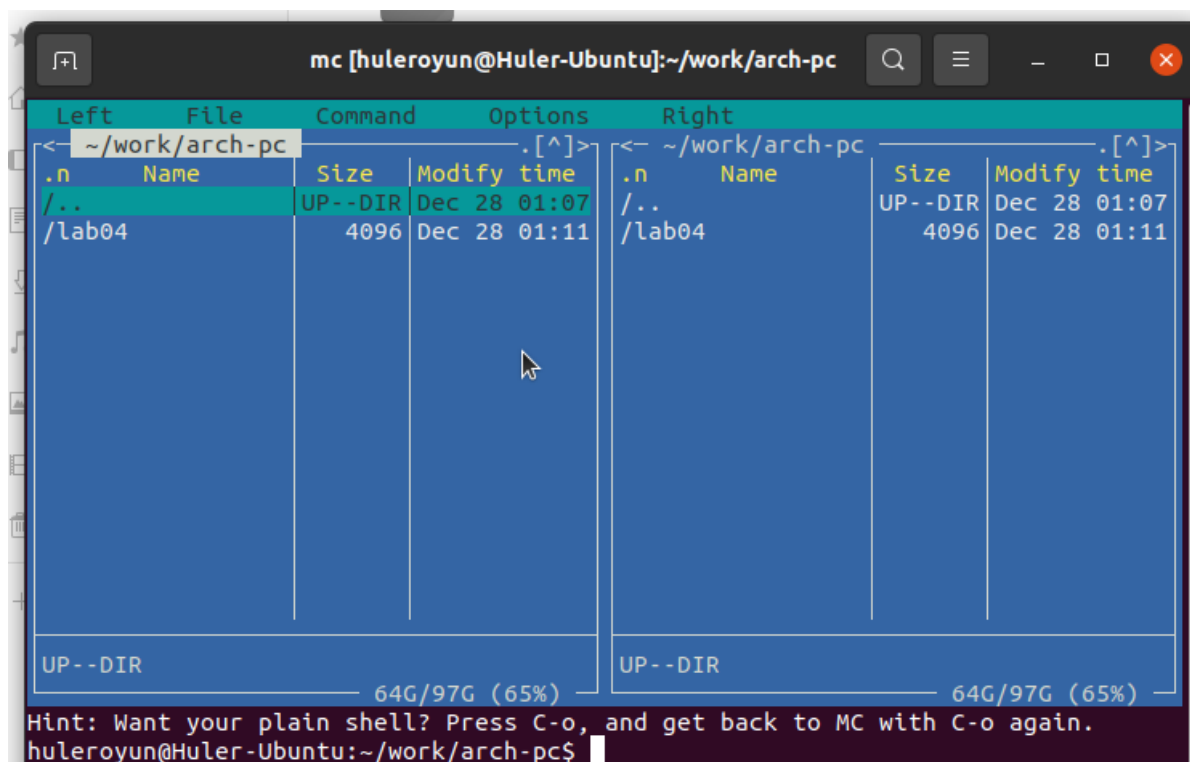 mc [huleroyun@Huler-Ubuntu]:~/work/arch-pc
Left File Command Options Right
<─ ~/work/arch-pc ─.[^]> <─ ~/work/arch-pc ─.[^]>
.n Name Size Modify time .n Name Size Modify time
/.. UP--DIR Dec 28 01:07 /.. UP--DIR Dec 28 01:07
/lab04 4096 Dec 28 01:11 /lab04 4096 Dec 28 01:11
UP--DIR UP--DIR
64G/97G (65%) 64G/97G (65%)
Hint: Want your plain shell? Press C-o, and get back to MC with C-o again.
huleroyun@Huler-Ubuntu:~/work/arch-pc$